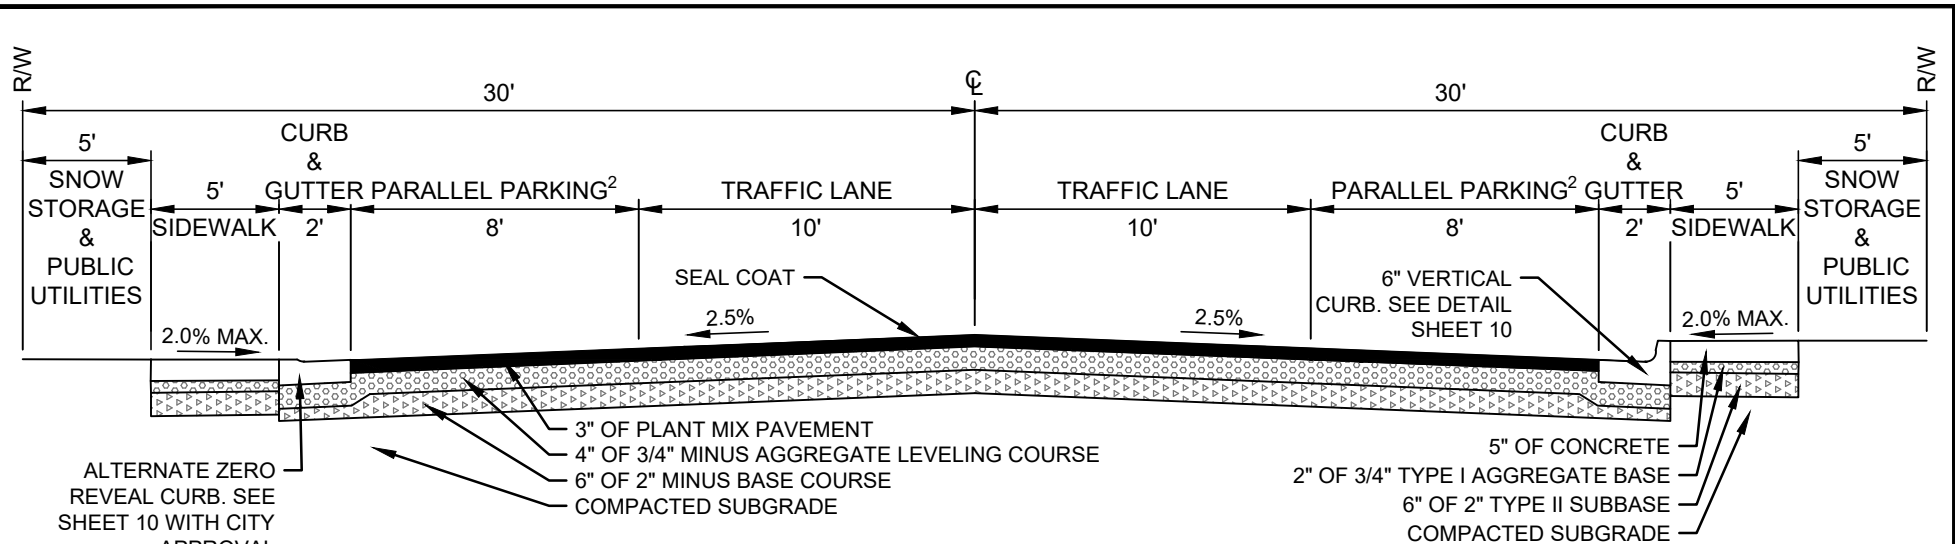 R/W
℄
R/W
30'
30'
5'
CURB
&
GUTTER
CURB
&
GUTTER
5'
SNOW
STORAGE
&
PUBLIC
UTILITIES
5'
SIDEWALK
2'
PARALLEL PARKING2
8'
TRAFFIC LANE
10'
TRAFFIC LANE
10'
PARALLEL PARKING2
8'
2'
5'
SIDEWALK
SNOW
STORAGE
&
PUBLIC
UTILITIES
SEAL COAT
6" VERTICAL
CURB. SEE DETAIL
SHEET 10
2.0% MAX.
2.5%
2.5%
2.0% MAX.
3" OF PLANT MIX PAVEMENT
4" OF 3/4" MINUS AGGREGATE LEVELING COURSE
6" OF 2" MINUS BASE COURSE
COMPACTED SUBGRADE
ALTERNATE ZERO
REVEAL CURB. SEE
SHEET 10 WITH CITY
APPROVAL
5" OF CONCRETE
2" OF 3/4" TYPE I AGGREGATE BASE
6" OF 2" TYPE II SUBBASE
COMPACTED SUBGRADE